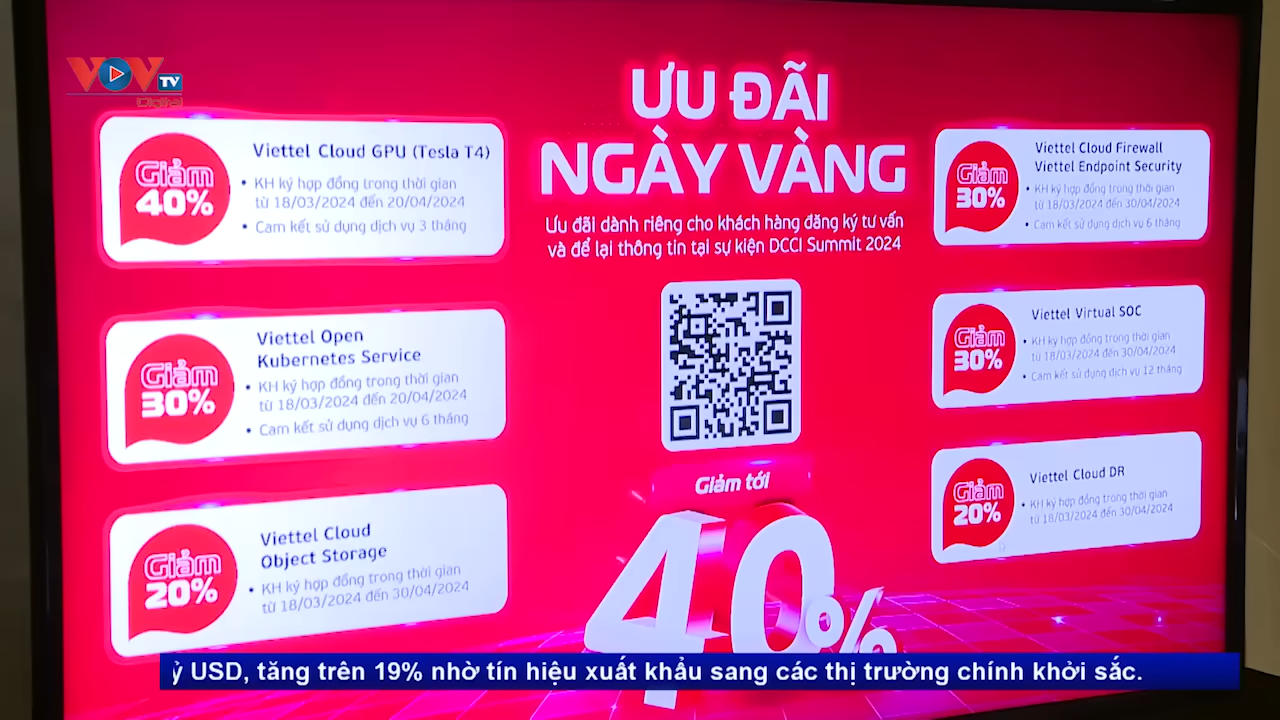 VOV TV
Digital
ƯU ĐÃI
NGÀY VÀNG
Ưu đãi dành riêng cho khách hàng đăng ký tư vấn
và để lại thông tin tại sự kiện DCCI Summit 2024
Giảm
40%
Viettel Cloud GPU (Tesla T4)
• KH ký hợp đồng trong thời gian
từ 18/03/2024 đến 20/04/2024
• Cam kết sử dụng dịch vụ 3 tháng
Giảm
30%
Viettel Open
Kubernetes Service
• KH ký hợp đồng trong thời gian
từ 18/03/2024 đến 20/04/2024
• Cam kết sử dụng dịch vụ 6 tháng
Giảm
20%
Viettel Cloud
Object Storage
• KH ký hợp đồng trong thời gian
từ 18/03/2024 đến 30/04/2024
Giảm tới
40%
Giảm
30%
Viettel Cloud Firewall
Viettel Endpoint Security
• KH ký hợp đồng trong thời gian
từ 18/03/2024 đến 30/04/2024
• Cam kết sử dụng dịch vụ 6 tháng
Giảm
30%
Viettel Virtual SOC
• KH ký hợp đồng trong thời gian
từ 18/03/2024 đến 30/04/2024
• Cam kết sử dụng dịch vụ 12 tháng
Giảm
20%
Viettel Cloud DR
• KH ký hợp đồng trong thời gian
từ 18/03/2024 đến 30/04/2024
USD, tăng trên 19% nhờ tín hiệu xuất khẩu sang các thị trường chính khởi sắc.